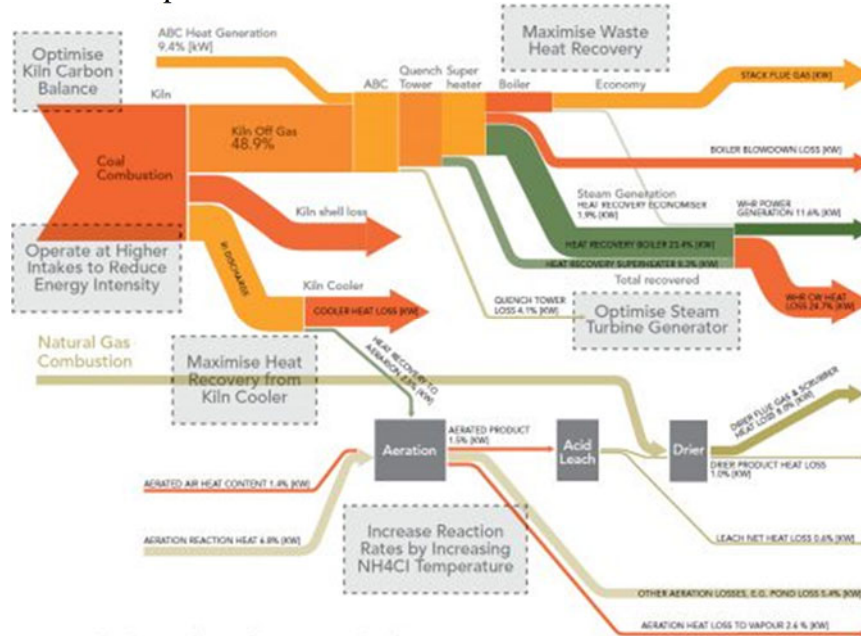 Maximise Waste
Heat Recovery
ABC Heat Generation
9.4% [kW]
Optimise
Kiln Carbon
Balance
Kiln
ABC
Quench
Tower
Super
heater
Boiler
Economy
STACK FLUE GAS [KW]
Kiln Off Gas
48.9%
Coal
Combustion
BOILER BLOWDOWN LOSS [KW]
Kiln shell loss
Steam Generation
HEAT RECOVERY ECONOMISER
1.9% [KW]
WHR POWER
GENERATION 11.6% [KW]
Operate at Higher
Intakes to Reduce
Energy Intensity
HEAT RECOVERY BOILER 23.4% [KW]
HEAT RECOVERY SUPERHEATER
Total recovered
DISCHARGE
Kiln Cooler
COOLER HEAT LOSS [KW]
QUENCH TOWER
LOSS 4.1% [KW]
Optimise Steam
Turbine Generator
WHR CW HEAT
LOSS 24.7% [KW]
Natural Gas
Combustion
Maximise Heat
Recovery from
Kiln Cooler
HEAT RECOVERY TO
[KW]
DRIER FLUE GAS & SCRUBBER
HEAT LOSS 8.0% [KW]
AERATED PRODUCT
1.5% [KW]
Aeration
Acid
Leach
Drier
DRIER PRODUCT HEAT LOSS
1.0% [KW]
AERATED AIR HEAT CONTENT 1.4% [KW]
AERATION REACTION HEAT 6.8% [KW]
Increase Reaction
Rates by Increasing
NH4Cl Temperature
LEACH NET HEAT LOSS 0.6% [KW]
OTHER AERATION LOSSES, E.G. POND LOSS 5.4% [KW]
AERATION HEAT LOSS TO VAPOUR 2.6 % [KW]